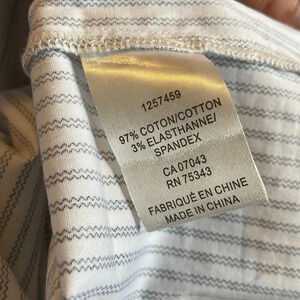 1257459
97% COTON/COTTON
3% ELASTHANNE/
SPANDEX
CA 07043
RN 75343
FABRIQUÉ EN CHINE
MADE IN CHINA